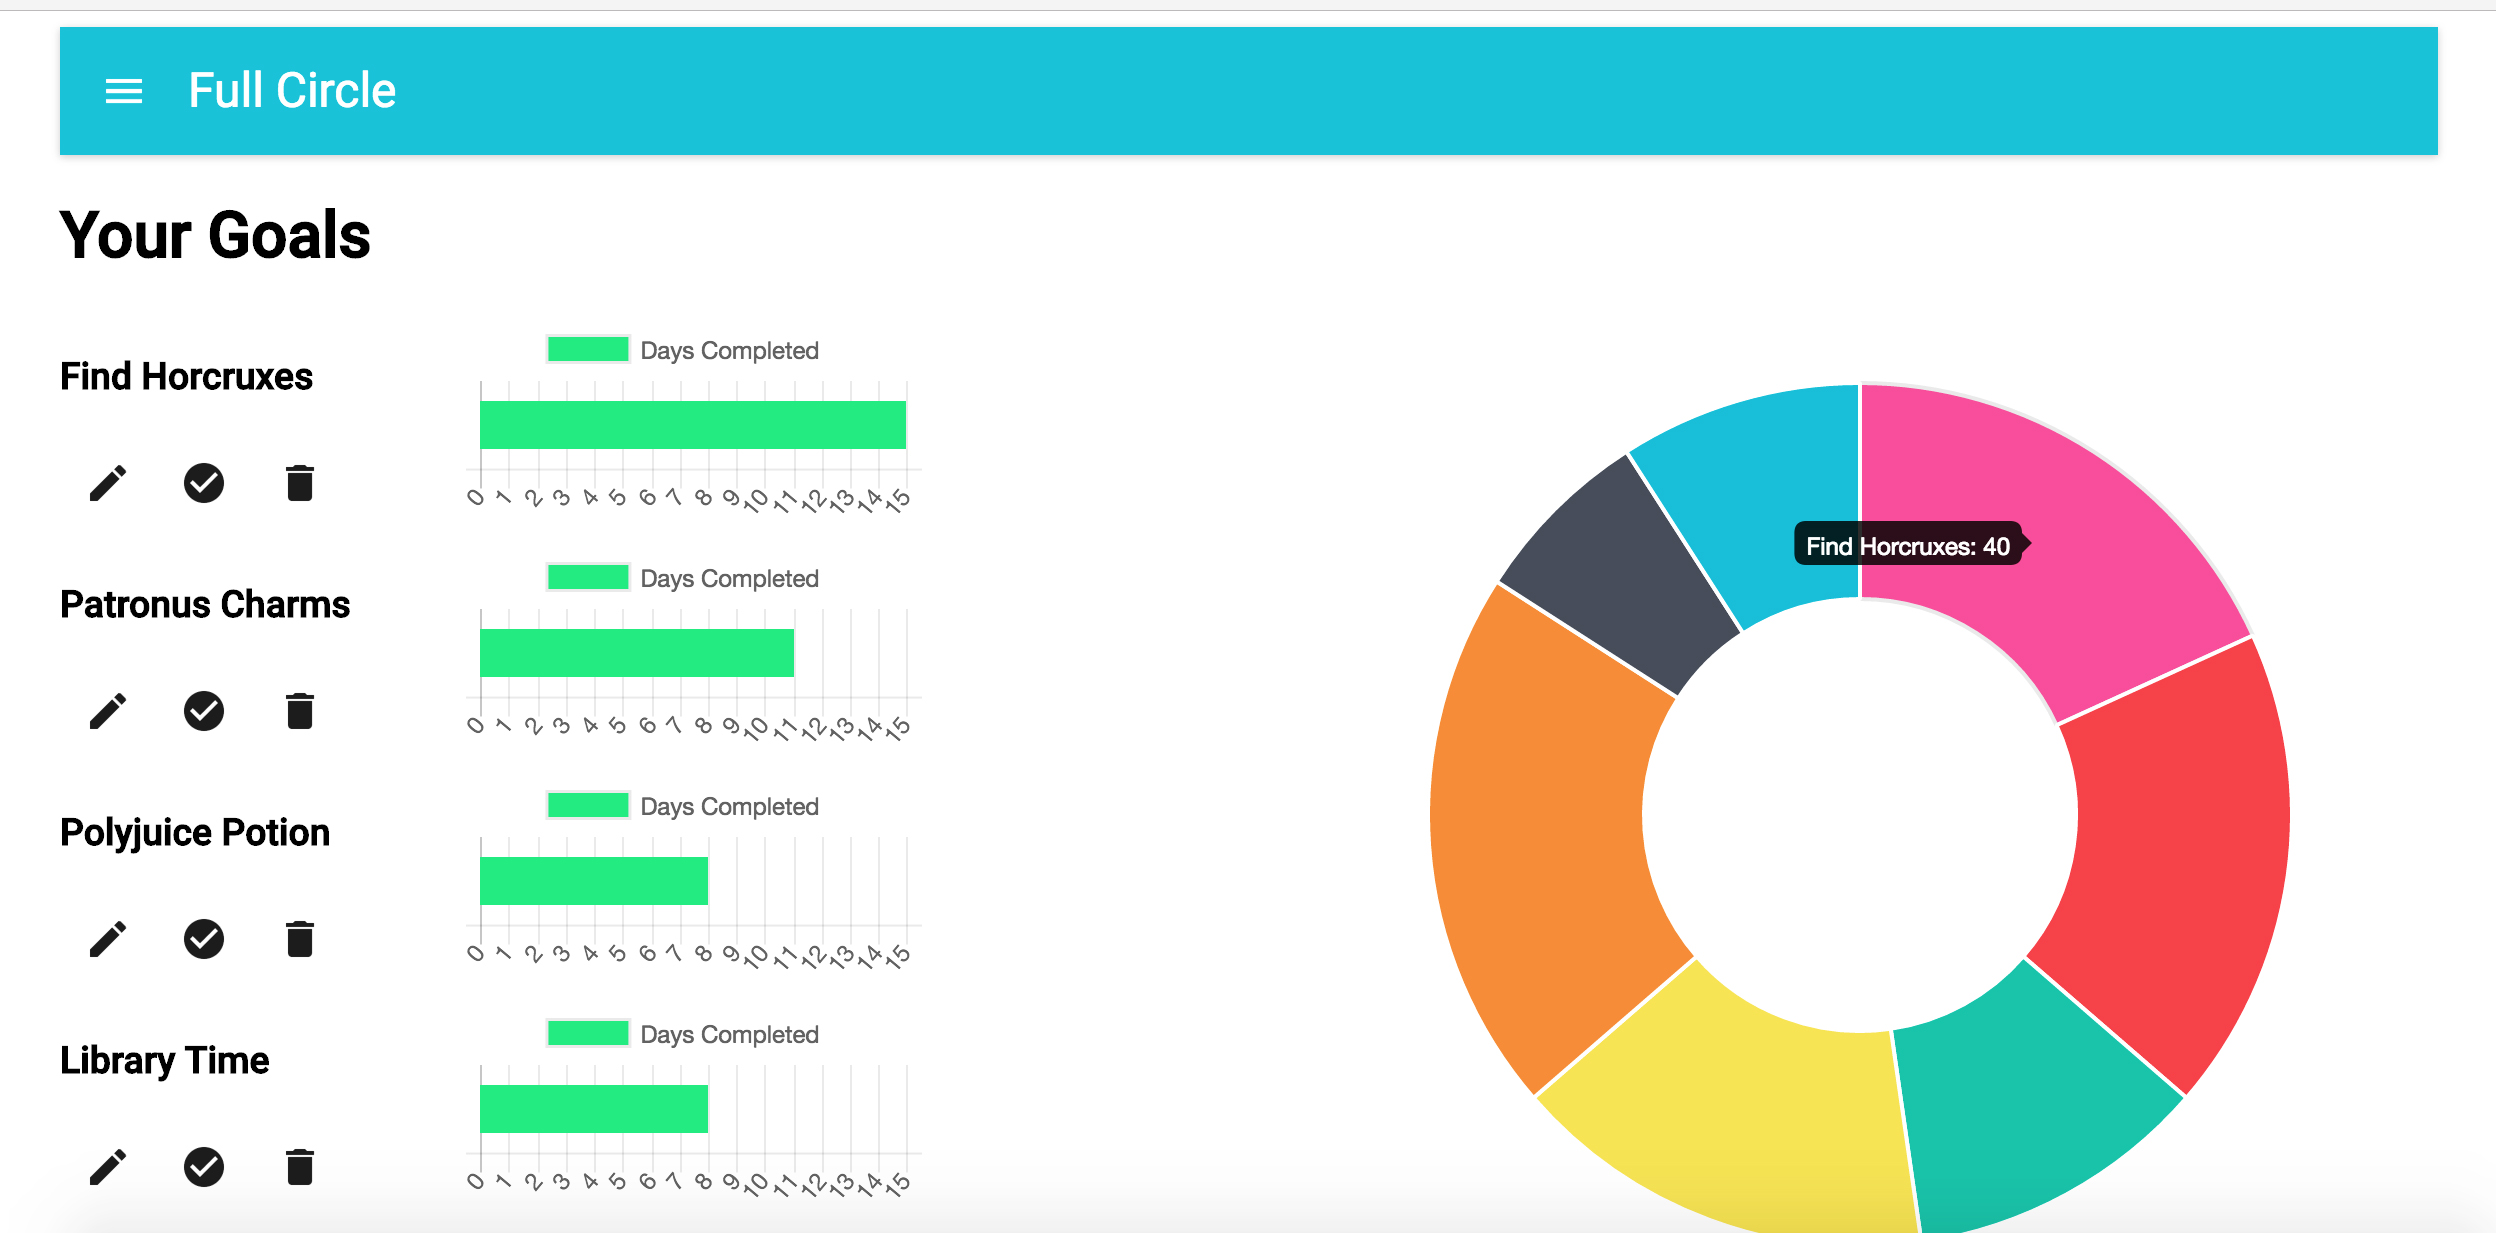 Full Circle
Your Goals
Find Horcruxes
Days Completed
0 1 2 3 4 5 6 7 8 9 10 11 12 13 14 15
Patronus Charms
Days Completed
0 1 2 3 4 5 6 7 8 9 10 11 12 13 14 15
Polyjuice Potion
Days Completed
0 1 2 3 4 5 6 7 8 9 10 11 12 13 14 15
Library Time
Days Completed
0 1 2 3 4 5 6 7 8 9 10 11 12 13 14 15
Find Horcruxes: 40